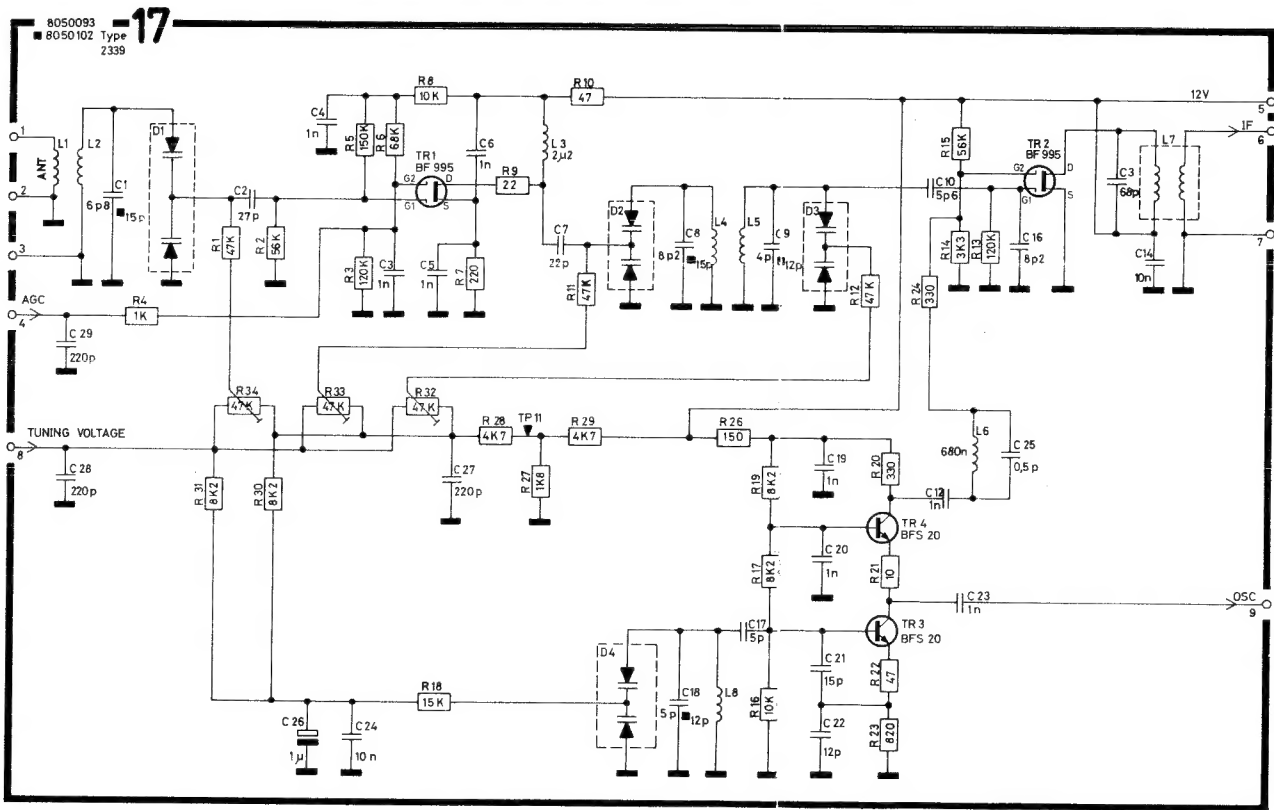 8050093
■ 8050102 Type 17
2339
1
ANT
L1
L2
2
3
C1
6p8
■15p
D1
C2
27p
R1
47K
R2
56K
C4
1n
R5
150K
R6
68K
R8
10K
TR1
BF 995
G2
G1
D
S
C6
1n
R9
22
L3
2µ2
R10
47
R3
120K
C3
1n
C5
1n
R7
220
C7
22p
R11
47K
D2
C8
8p2
■15p
L4
L5
C9
4p
■12p
D3
R12
47K
C10
5p6
R15
56K
TR2
BF995
G2
G1
D
S
R14
3K3
R13
120K
C16
8p2
R24
330
C3
68p
L7
C14
10n
12V
5
IF
6
7
AGC
4
R4
1K
C29
220p
R34
47K
R33
47K
R32
47K
TUNING VOLTAGE
8
C28
220p
R31
8K2
R30
8K2
C27
220p
R28
4K7
TP11
R29
4K7
R27
1K8
R26
150
R19
8K2
C19
1n
R20
330
C12
1n
L6
680n
C25
0,5p
TR4
BFS 20
C20
1n
R17
8K2
R21
10
C23
1n
OSC
9
TR3
BFS 20
C17
5p
D4
C18
5p
■12p
L8
R16
10K
C21
15p
R22
47
C22
12p
R23
820
R18
15K
C26
1µ
C24
10n